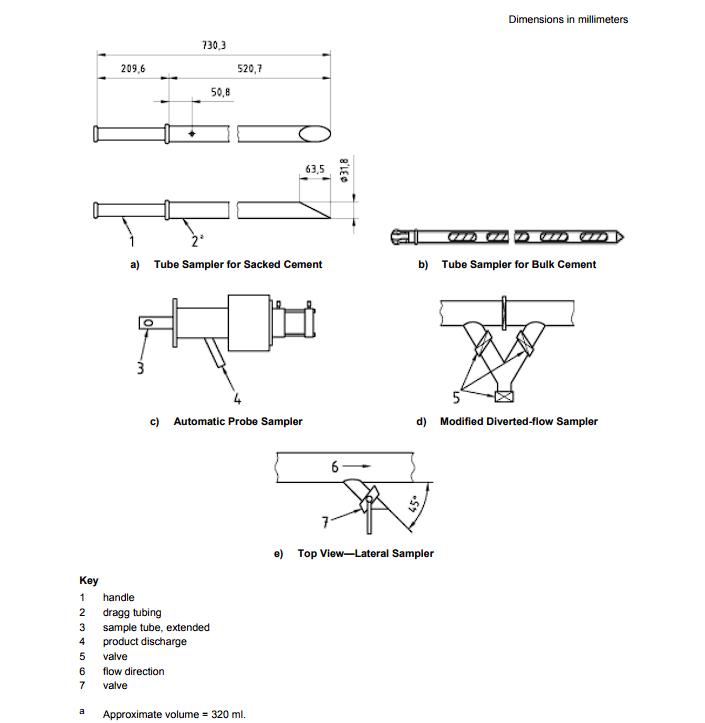 Dimensions in millimeters
730,3
209,6 520,7
50,8
63,5 ⌀31,8
1 2ᵃ
a) Tube Sampler for Sacked Cement
b) Tube Sampler for Bulk Cement
3 4
5
c) Automatic Probe Sampler
d) Modified Diverted-flow Sampler
6
7 45°
e) Top View—Lateral Sampler
Key
1 handle
2 dragg tubing
3 sample tube, extended
4 product discharge
5 valve
6 flow direction
7 valve
a Approximate volume = 320 ml.